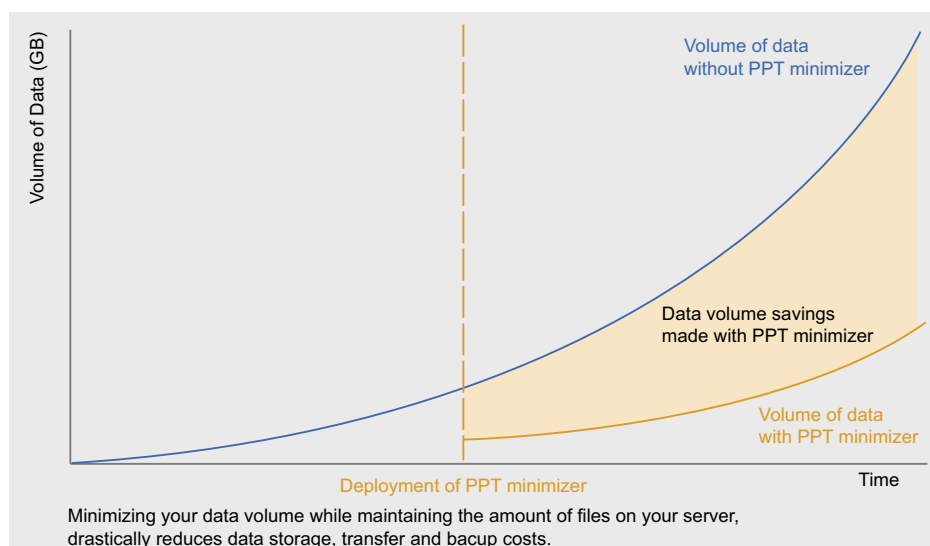 Volume of Data (GB)
Volume of data
without PPT minimizer
Data volume savings
made with PPT minimizer
Volume of data
with PPT minimizer
Time
Deployment of PPT minimizer
Minimizing your data volume while maintaining the amount of files on your server,
drastically reduces data storage, transfer and bacup costs.